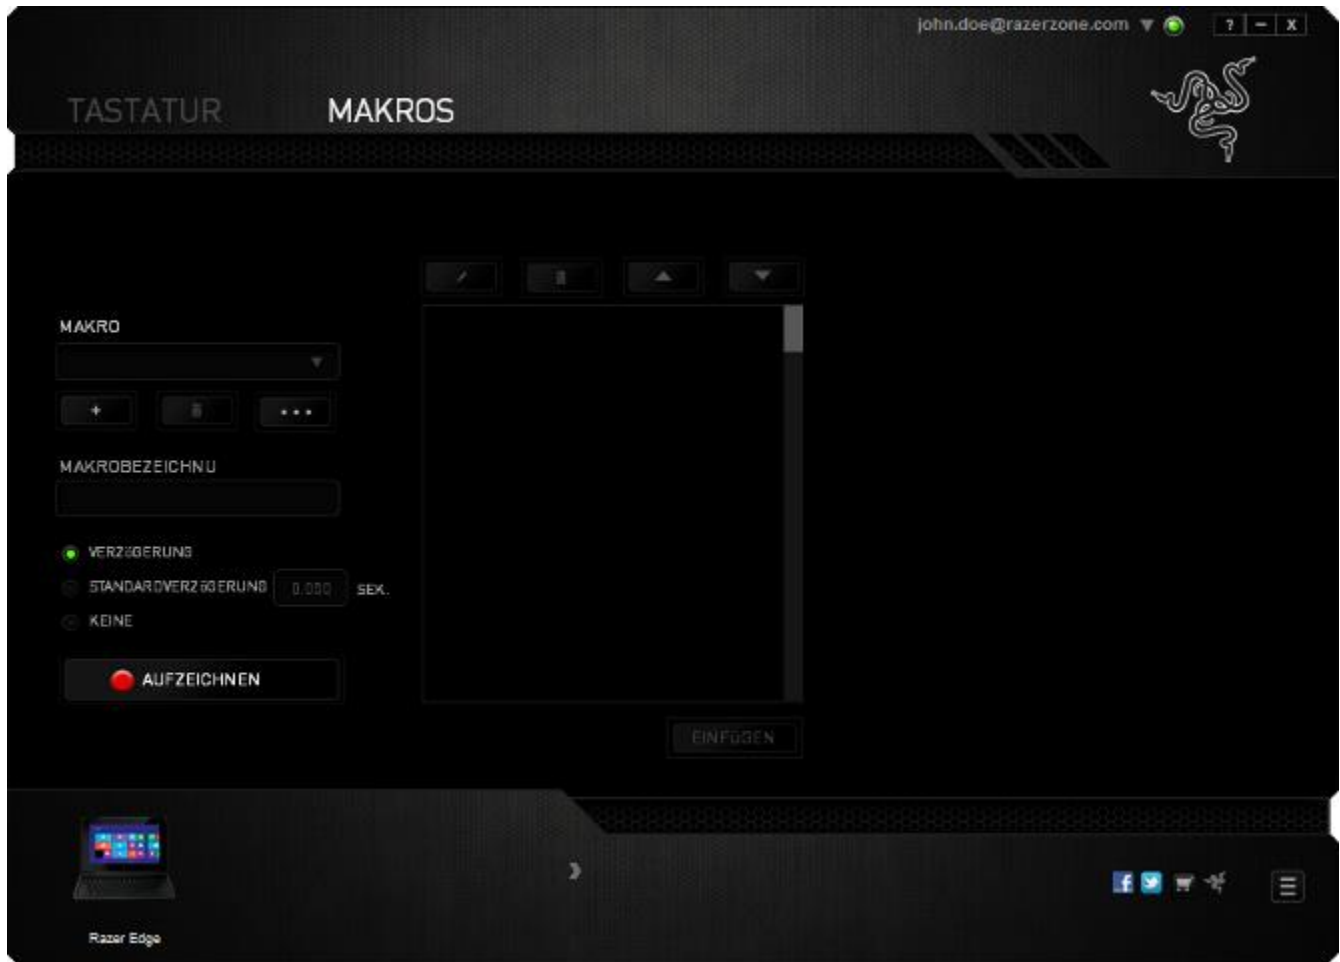 john.doe@razerzone.com
? – X
TASTATUR MAKROS
MAKRO
+ ...
MAKROBEZEICHNU
VERZöGERUNG
STANDARDVERZöGERUNG 0.050 SEK.
KEINE
AUFZEICHNEN
EINFüGEN
Razer Edge